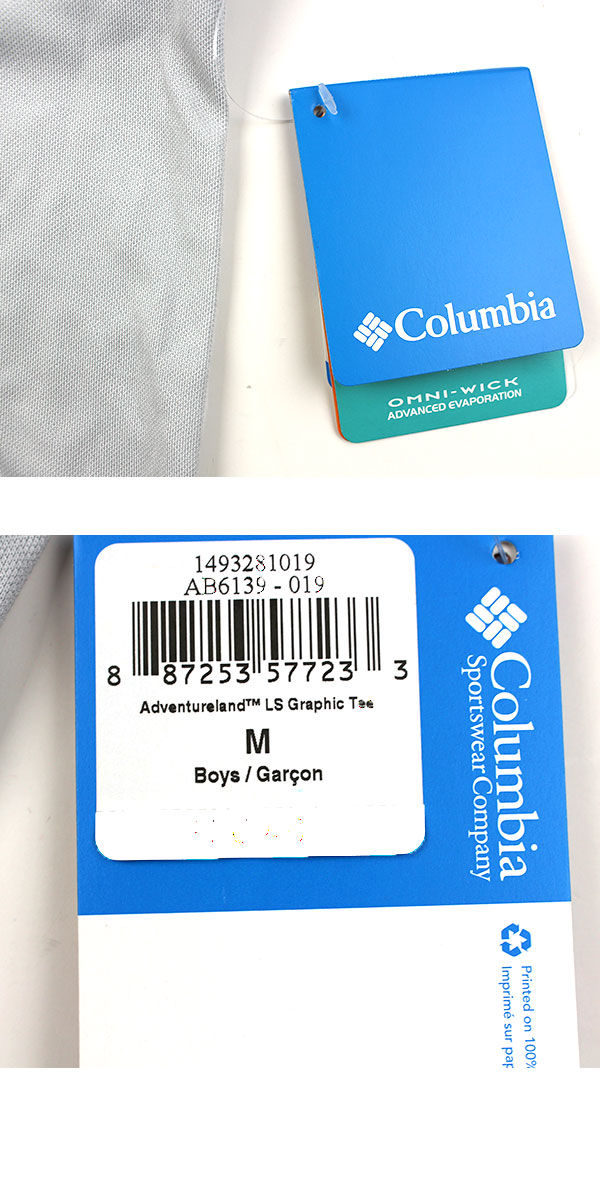 Columbia
OMNI-WICK
ADVANCED EVAPORATION
1493281019
AB6139 - 019
8 87253 57723 3
Adventureland™ LS Graphic Tee
M
Boys / Garçon
Columbia
Sportswear Company
Printed on 100%
Imprimé sur pap